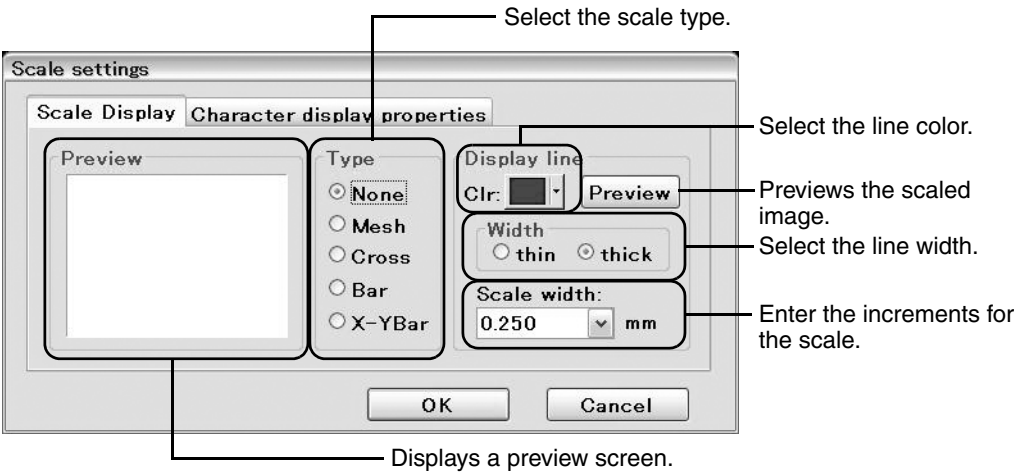 Select the scale type.
Scale settings
Scale Display
Character display properties
Preview
Type
None
Mesh
Cross
Bar
X-YBar
Display line
Clr:
Preview
Width
thin
thick
Scale width:
0.250
mm
OK
Cancel
Select the line color.
Previews the scaled
image.
Select the line width.
Enter the increments for
the scale.
Displays a preview screen.